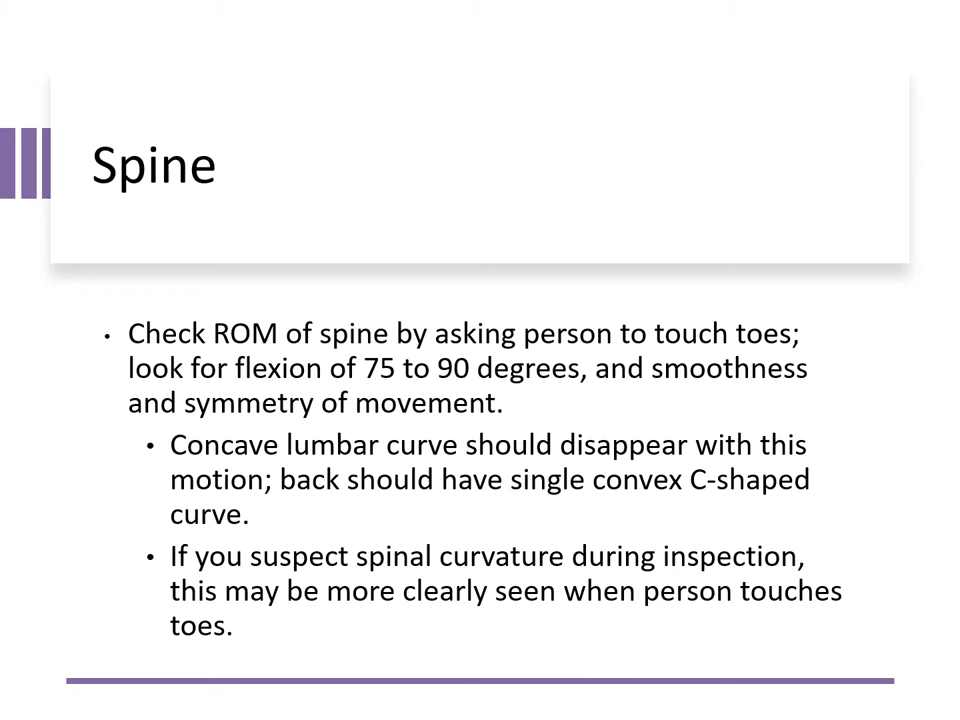 Spine
• Check ROM of spine by asking person to touch toes;
look for flexion of 75 to 90 degrees, and smoothness
and symmetry of movement.
• Concave lumbar curve should disappear with this
motion; back should have single convex C-shaped
curve.
• If you suspect spinal curvature during inspection,
this may be more clearly seen when person touches
toes.